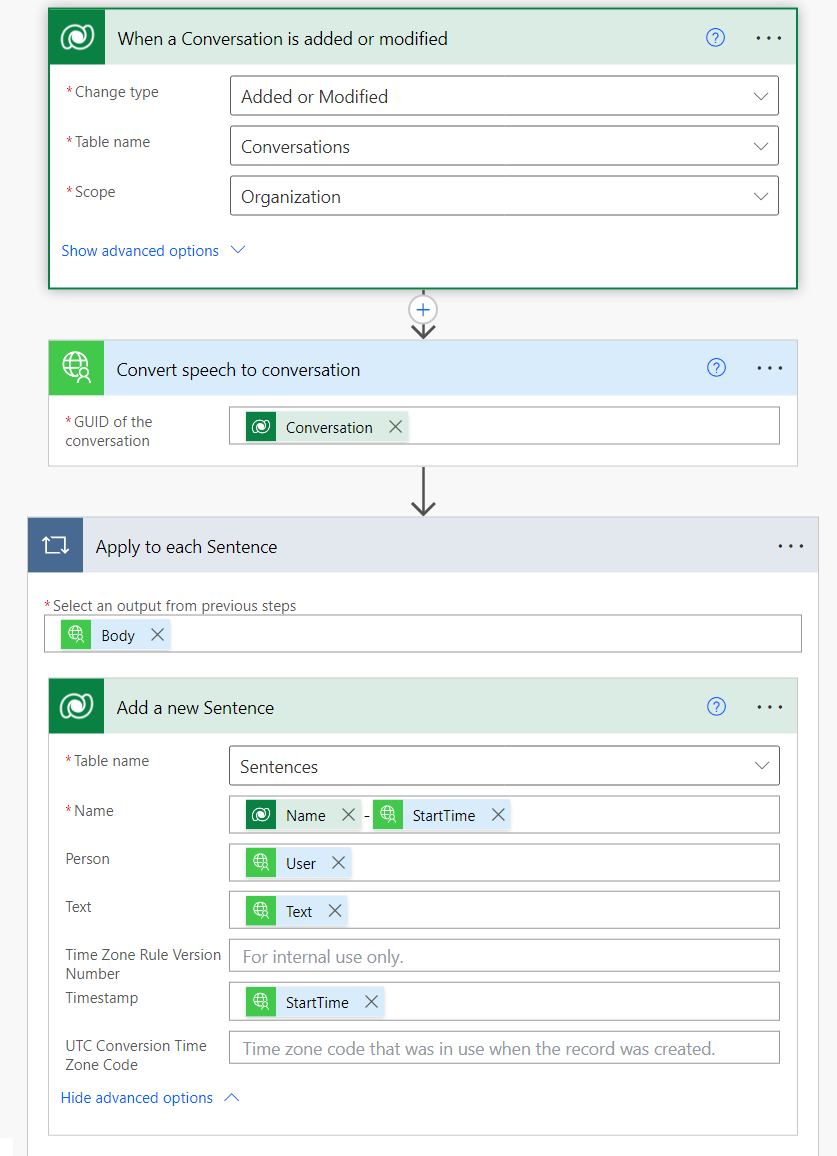 When a Conversation is added or modified
* Change type
Added or Modified
* Table name
Conversations
* Scope
Organization
Show advanced options
Convert speech to conversation
* GUID of the
conversation
Conversation
Apply to each Sentence
* Select an output from previous steps
Body
Add a new Sentence
* Table name
Sentences
* Name
Name - StartTime
Person
User
Text
Text
Time Zone Rule Version
Number
For internal use only.
Timestamp
StartTime
UTC Conversion Time
Zone Code
Time zone code that was in use when the record was created.
Hide advanced options